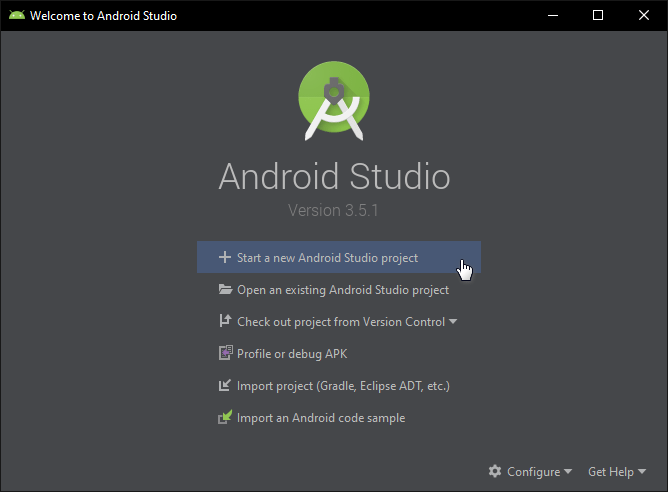 Welcome to Android Studio
Android Studio
Version 3.5.1
Start a new Android Studio project
Open an existing Android Studio project
Check out project from Version Control
Profile or debug APK
Import project (Gradle, Eclipse ADT, etc.)
Import an Android code sample
Configure Get Help